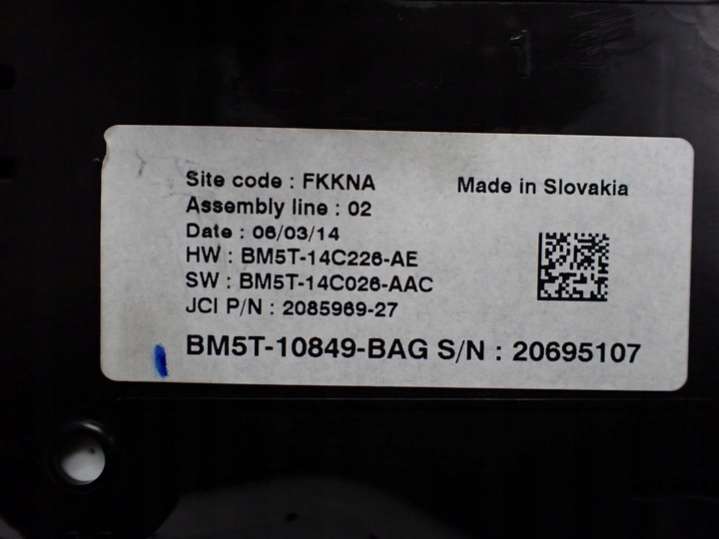 Site code : FKKNA
Made in Slovakia
Assembly line : 02
Date : 06/03/14
HW : BM5T-14C226-AE
SW : BM5T-14C026-AAC
JCI P/N : 2085969-27
BM5T-10849-BAG S/N : 20695107